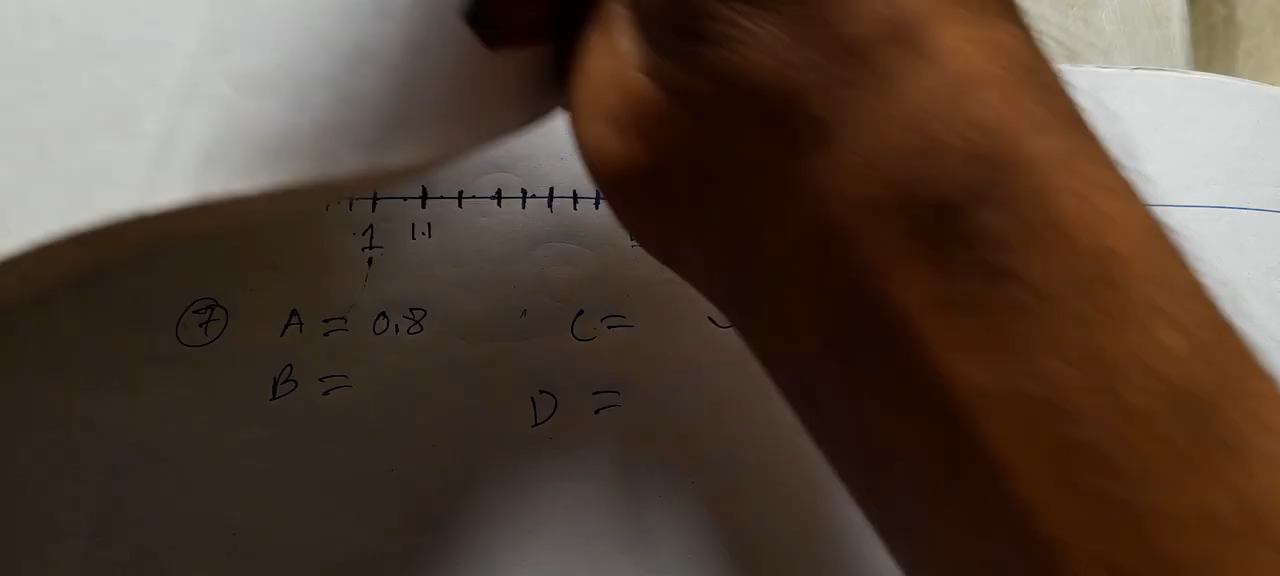 1 1.1
⑦ A = 0.8 C =
B = D =